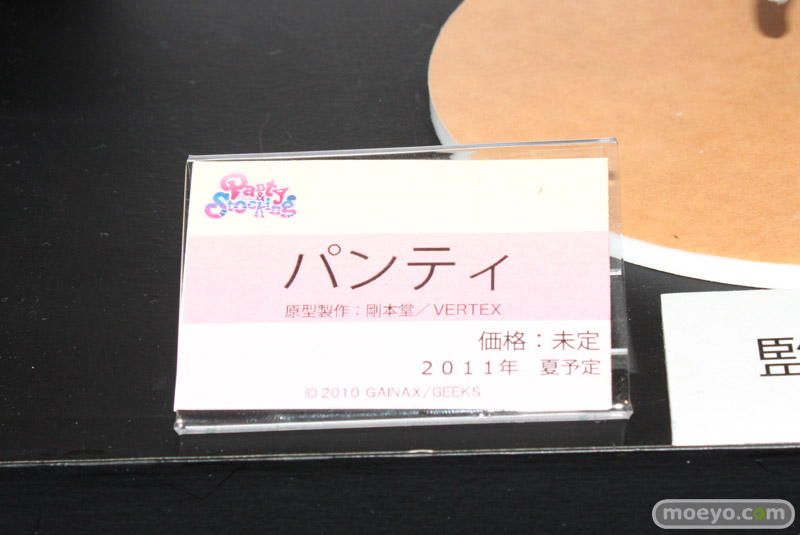 Panty
&
Stocking
パンティ
原型製作：剛本堂／VERTEX
価格：未定
２０１１年　夏予定
©2010 GAINAX/GEEKS
監
moeyo.com